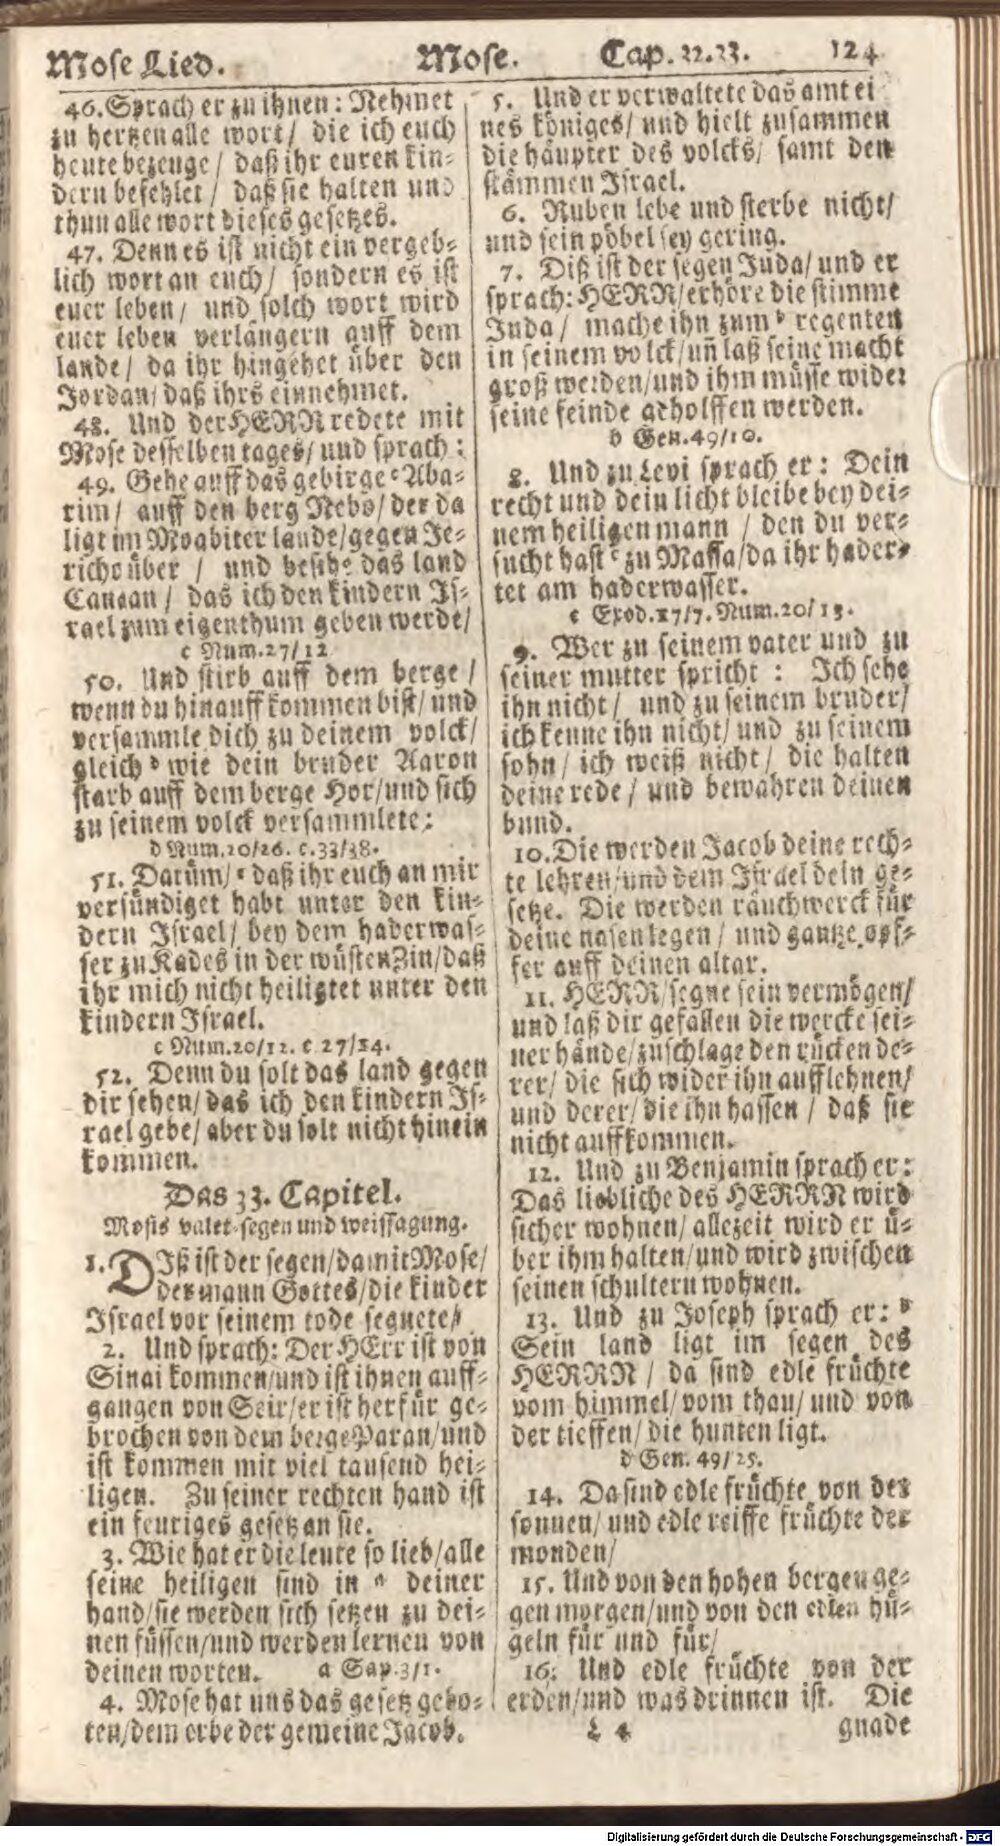 Mose Lied. Mose. Cap. 32.33. 124
46. Sprach er zu ihnen: Nehmet
zu hertzen alle wort/ die ich euch
heute bezeuge/ daß ihr euren kin-
dern befehlet/ daß sie halten und
thun alle wort dieses gesetzes.
47. Denn es ist nicht ein vergeb-
lich wort an euch/ sondern es ist
euer leben/ und solch wort wird
euer leben verlängern auff dem
lande/ da ihr hingehet über den
Jordan/ daß ihrs einnehmet.
48. Und der HERR redete mit
Mose desselben tages/ und sprach:
49. Gehe auff das gebirge c Aba-
rim/ auff den berg Nebo/ der da
ligt im Moabiter lande/ gegen Je-
richo über/ und besihe das land
Canaan/ das ich den kindern Is-
rael zum eigenthum geben werde/
c Num. 27/12
50. Und stirb auff dem berge/
wenn du hinauff kommen bist/ und
versammle dich zu deinem volck/
gleich d wie dein bruder Aaron
starb auff dem berge Hor/ und sich
zu seinem volck versammlete:
d Num. 20/26. c. 33/38.
51. Darüm/ e daß ihr euch an mir
versündiget habt unter den kin-
dern Israel/ bey dem haderwas-
ser zu Kades in der wüsten Zin/ daß
ihr mich nicht heiligtet unter den
kindern Israel.
e Num. 20/12. c 27/14.
52. Denn du solt das land gegen
dir sehen/ das ich den kindern Is-
rael gebe/ aber du solt nicht hinein
kommen.
Das 33. Capitel.
Mosis valet-segen und weissagung.
1. DIß ist der segen/ damit Mose/
der mann Gottes/ die kinder
Israel vor seinem tode segnete/
2. Und sprach: Der HErr ist von
Sinai kommen/ und ist ihnen auff-
gangen von Seir/ er ist herfür ge-
brochen von dem berge Paran/ und
ist kommen mit viel tausend hei-
ligen. Zu seiner rechten hand ist
ein feuriges gesetz an sie.
3. Wie hat er die leute so lieb/ alle
seine heiligen sind in a deiner
hand/ sie werden sich setzen zu dei-
nen füssen/ und werden lernen von
deinen worten. a Sap. 3/1.
4. Mose hat uns das gesetz gebo-
ten/ dem erbe der gemeine Jacob.
5. Und er verwaltete das amt ei
nes königes/ und hielt zusammen
die häupter des volcks/ samt den
stämmen Israel.
6. Ruben lebe und sterbe nicht/
und sein pöbel sey gering.
7. Diß ist der segen Juda/ und er
sprach: HERR/ erhöre die stimme
Juda/ mache ihn zum b regenten
in seinem volck/ uñ laß seine macht
groß werden/ und ihm müsse wider
seine feinde geholffen werden.
b Gen. 49/10.
8. Und zu Levi sprach er: Dein
recht und dein licht bleibe bey dei-
nem heiligen mann/ den du ver-
sucht hast c zu Massa/ da ihr hader-
tet am haderwasser.
c Exod. 17/7. Num. 20/13.
9. Wer zu seinem vater und zu
seiner mutter spricht: Ich sehe
ihn nicht/ und zu seinem bruder/
ich kenne ihn nicht/ und zu seinem
sohn/ ich weiß nicht/ die halten
deine rede/ und bewahren deinen
bund.
10. Die werden Jacob deine rech-
te lehren/ und dem Israel dein ge-
setze. Die werden räuchwerck für
deine nasen legen/ und gantze opf-
fer auff deinen altar.
11. HERR/ segne sein vermögen/
und laß dir gefallen die wercke sei-
ner hände/ zuschlage den rücken de-
rer/ die sich wider ihn aufflehnen/
und derer/ die ihn hassen/ daß sie
nicht auffkommen.
12. Und zu Benjamin sprach er:
Das liebliche des HERRN wird
sicher wohnen/ allezeit wird er ü-
ber ihm halten/ und wird zwischen
seinen schultern wohnen.
13. Und zu Joseph sprach er: d
Sein land ligt im segen des
HERRN/ da sind edle früchte
vom himmel/ vom thau/ und von
der tieffen/ die hunten ligt.
d Gen. 49/25.
14. Da sind edle früchte von der
sonnen/ und edle reiffe früchte der
monden/
15. Und von den hohen bergen ge-
gen morgen/ und von den edlen hü-
geln für und für/
16. Und edle früchte von der
erden/ und was drinnen ist. Die
L 4 gnade
Digitalisierung gefördert durch die Deutsche Forschungsgemeinschaft - DFG